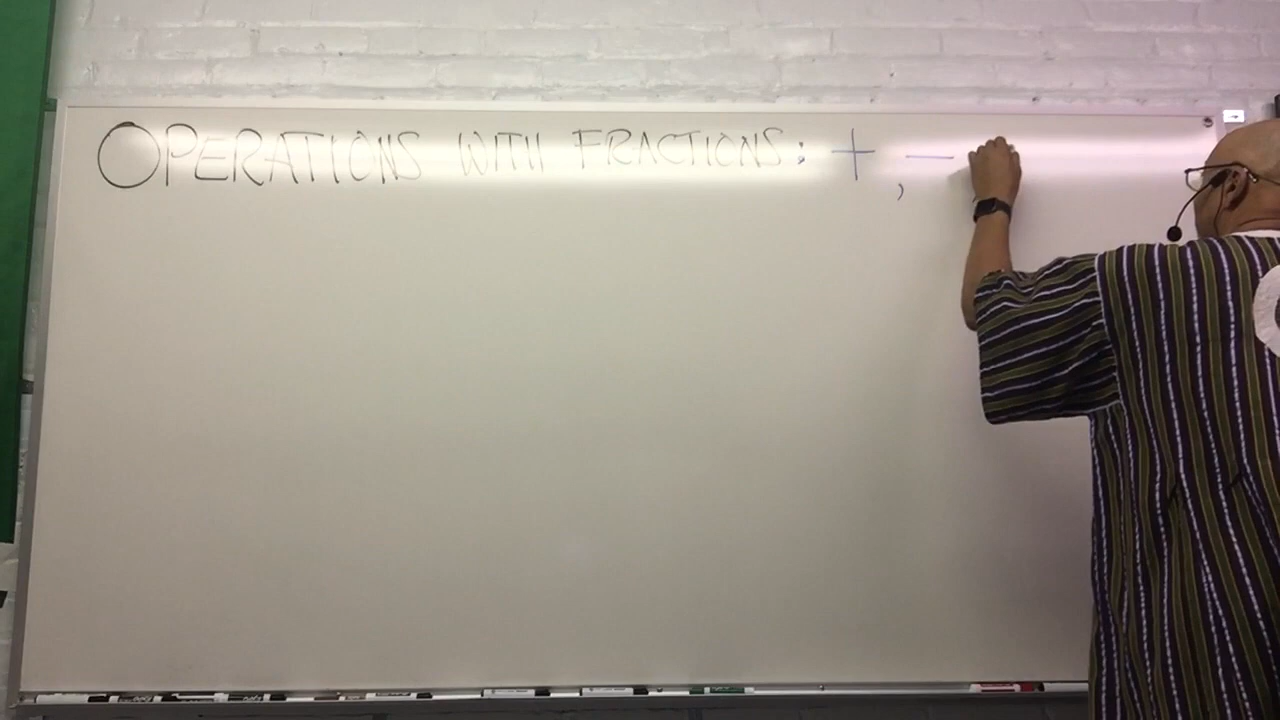 OPERATIONS WITH FRACTIONS: + , −